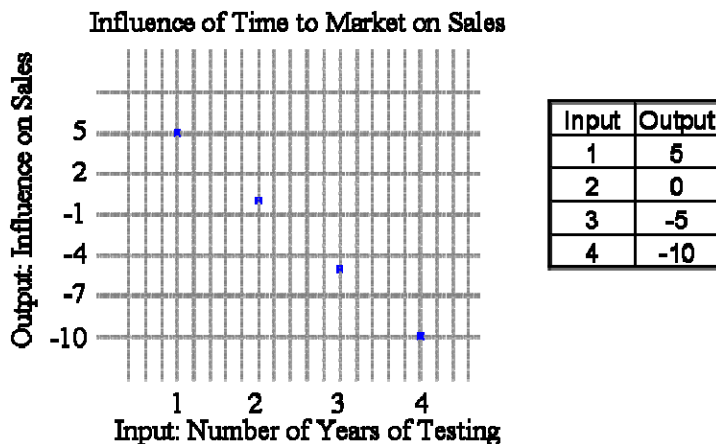 Influence of Time to Market on Sales
Output: Influence on Sales
5
2
-1
-4
-7
-10
1 2 3 4
Input: Number of Years of Testing
Input Output
1 5
2 0
3 -5
4 -10